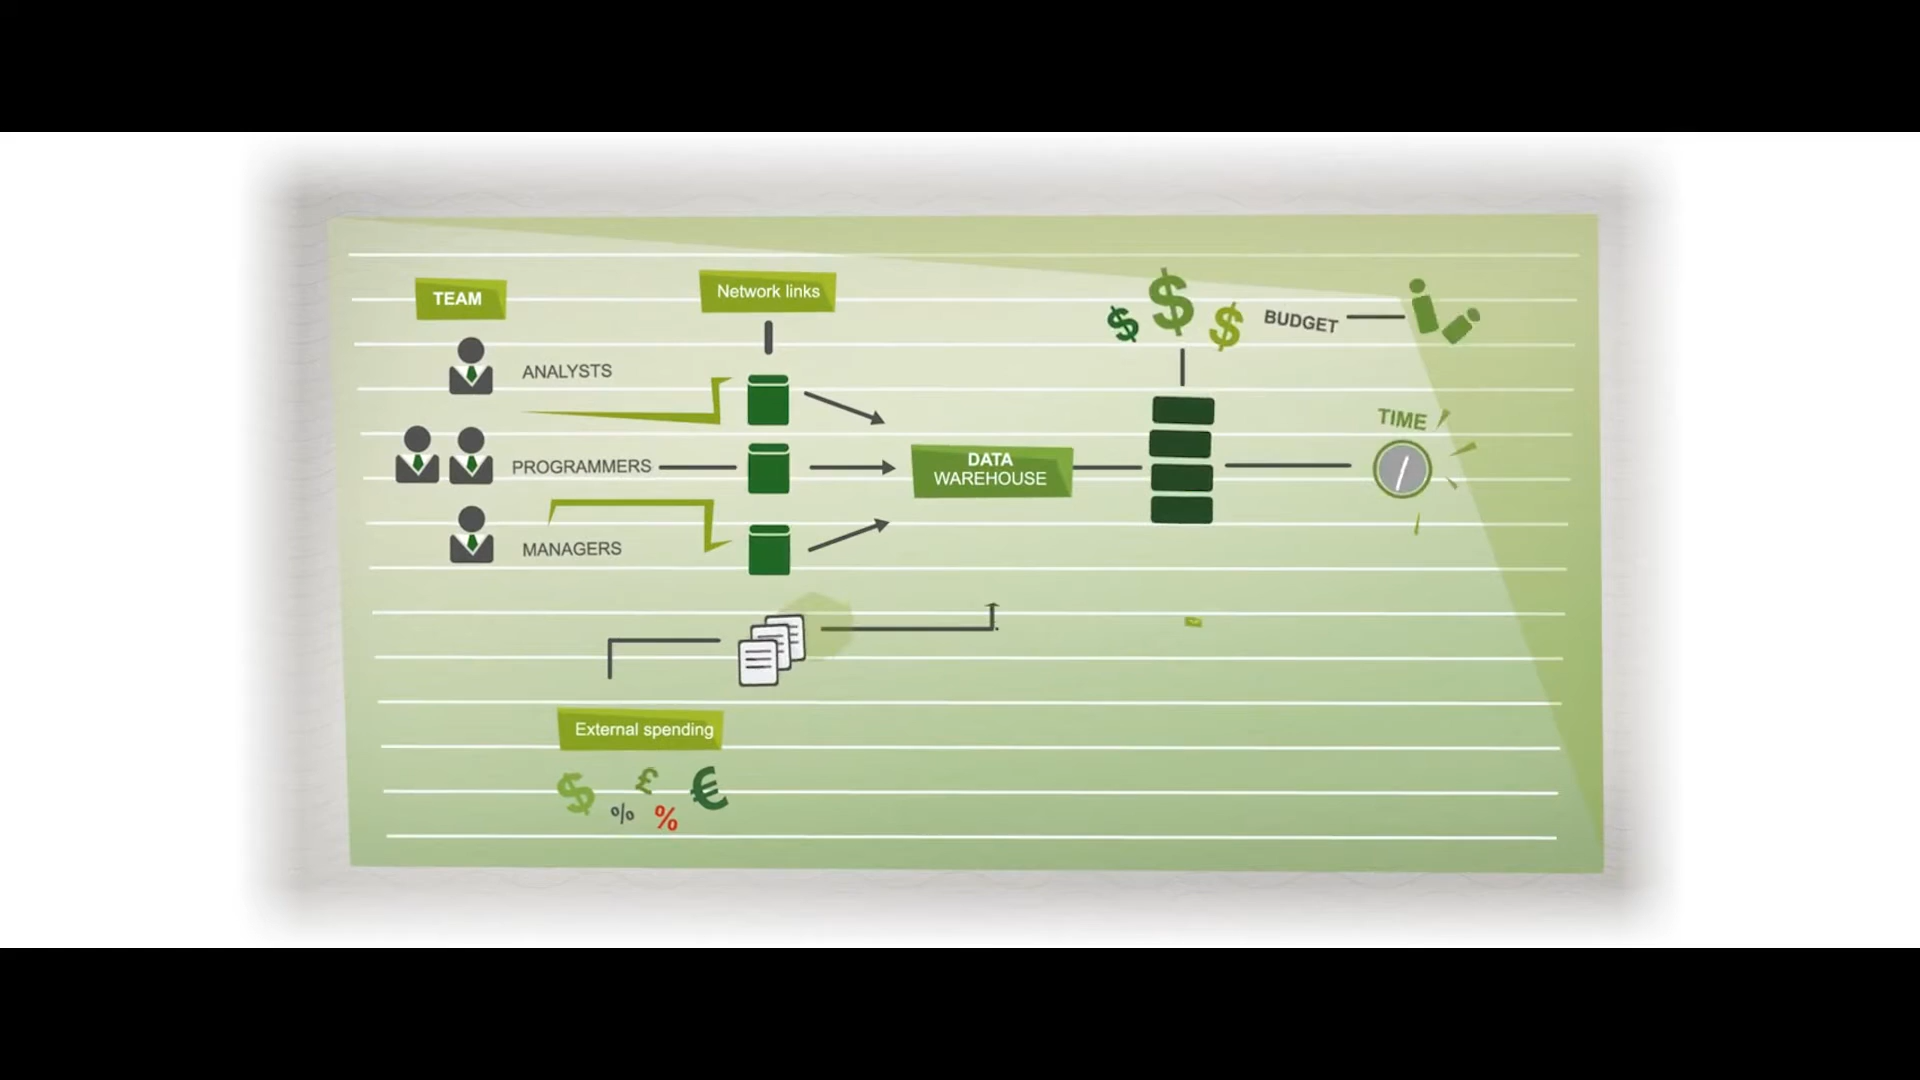 TEAM
Network links
$ $ $
BUDGET
ANALYSTS
TIME
PROGRAMMERS
DATA
WAREHOUSE
MANAGERS
External spending
$ £ €
% %